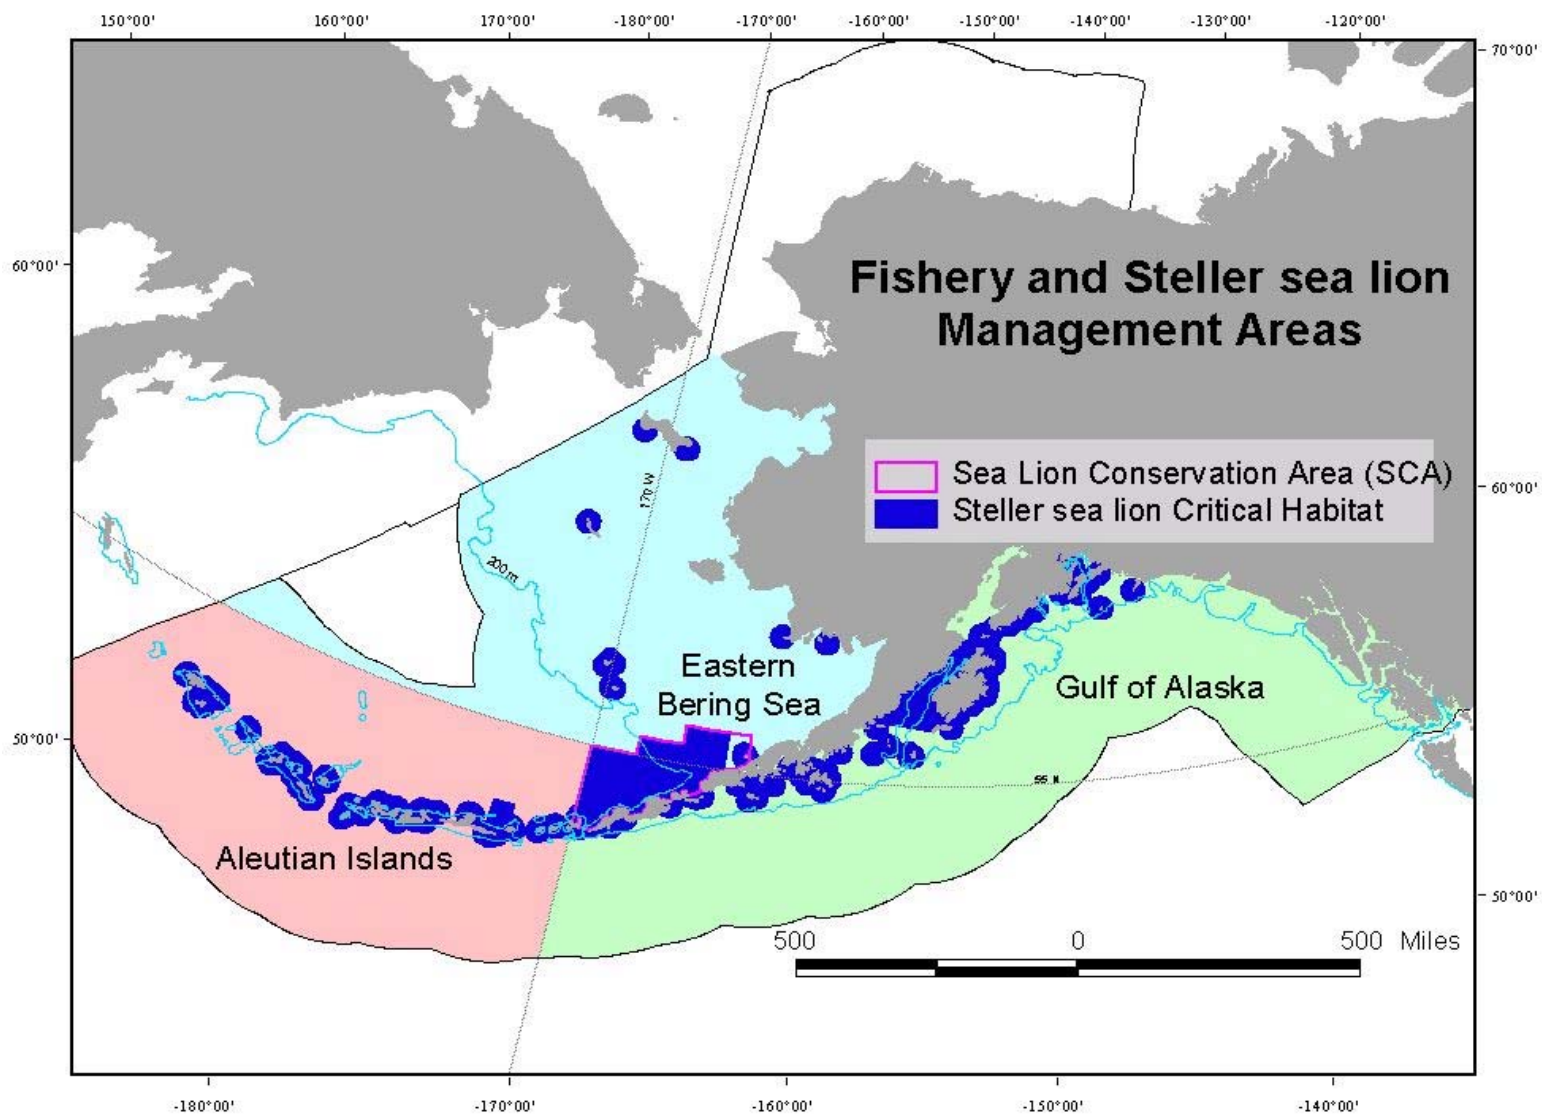 150°00' 160°00' 170°00' -180°00' -170°00' -160°00' -150°00' -140°00' -130°00' -120°00'
70°00'
60°00'
Fishery and Steller sea lion
Management Areas
Sea Lion Conservation Area (SCA)
Steller sea lion Critical Habitat
60°00'
170 W
200 m
Eastern
Bering Sea
Gulf of Alaska
50°00'
55 N
Aleutian Islands
50°00'
500 0 500 Miles
-180°00' -170°00' -160°00' -150°00' -140°00'